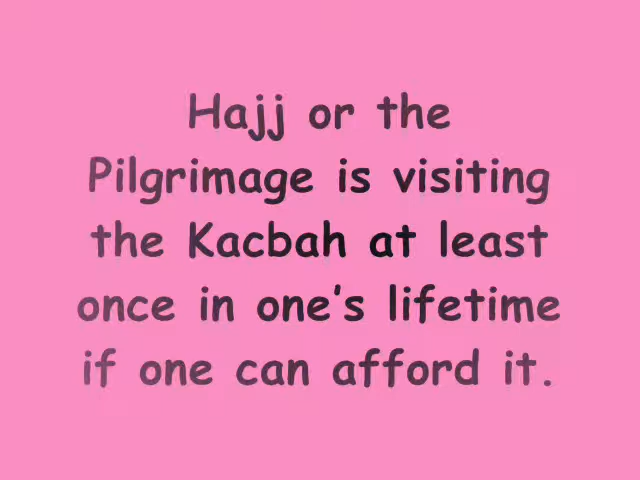 Hajj or the
Pilgrimage is visiting
the Kacbah at least
once in one's lifetime
if one can afford it.